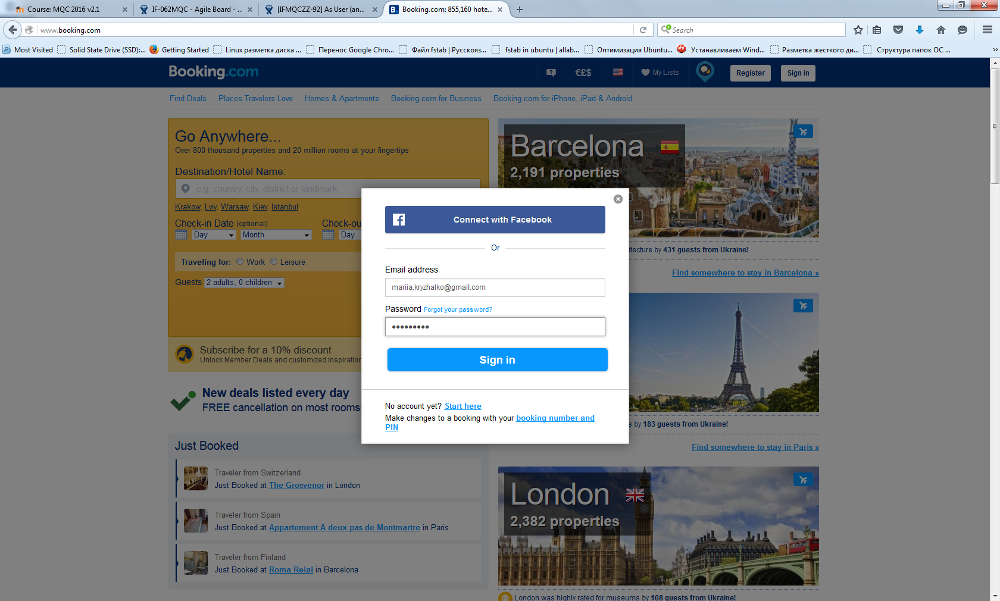 Course: MQC 2016 v2.1
IF-062MQC - Agile Board - ...
[IFMQCZZ-92] As User (an...
Booking.com: 855,160 hote...
www.booking.com
Search
Most Visited
Solid State Drive (SSD):...
Getting Started
Linux разметка диска ...
Перенос Google Chro...
Файл fstab | Русскояз...
fstab in ubuntu | allab...
Оптимизация Ubuntu...
Устанавливаем Wind...
Разметка жесткого ди...
Структура папок ОС ...
Booking.com
€£$
My Lists
Register
Sign in
Find Deals
Places Travelers Love
Homes & Apartments
Booking.com for Business
Booking.com for iPhone, iPad & Android
Go Anywhere...
Over 800 thousand properties and 20 million rooms at your fingertips
Destination/Hotel Name:
e.g. country, city, district or landmark
Krakow, Lviv, Warsaw, Kiev, Istanbul
Check-in Date (optional)
Check-ou
Day
Month
Day
Traveling for:
Work
Leisure
Guests
2 adults, 0 children
Subscribe for a 10% discount
Unlock Member Deals and customized inspiration
New deals listed every day
FREE cancellation on most rooms!
Just Booked
Traveler from Switzerland
Just Booked at The Grosvenor in London
Traveler from Spain
Just Booked at Appartement A deux pas de Montmartre in Paris
Traveler from Finland
Just Booked at Roma Reial in Barcelona
Connect with Facebook
Or
Email address
mariia.kryzhalko@gmail.com
Password Forgot your password?
Sign in
No account yet? Start here
Make changes to a booking with your booking number and
PIN
Barcelona
2,191 properties
itecture by 431 guests from Ukraine!
Find somewhere to stay in Barcelona »
s by 183 guests from Ukraine!
Find somewhere to stay in Paris »
London
2,382 properties
London was highly rated for museums by 108 guests from Ukraine!